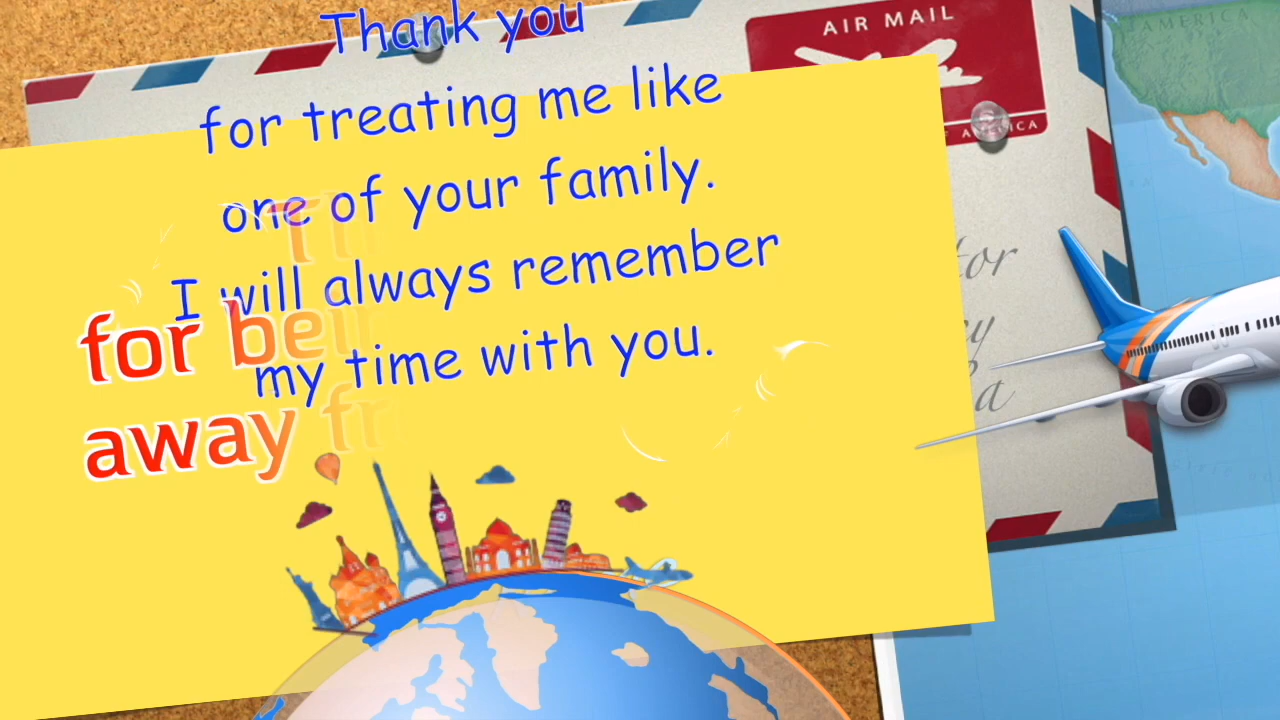 Thank you
for treating me like
one of your family.
I will always remember
my time with you.
for bei
away fr
AIR MAIL
AMERICA